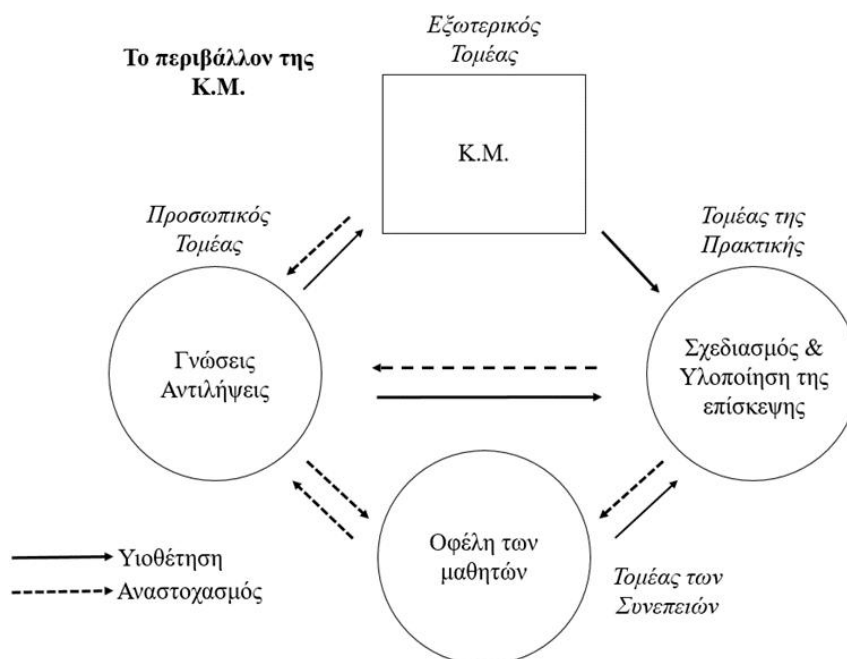 Εξωτερικός
Τομέας
Το περιβάλλον της
Κ.Μ.
Κ.Μ.
Προσωπικός
Τομέας
Τομέας της
Πρακτικής
Γνώσεις
Αντιλήψεις
Σχεδιασμός &
Υλοποίηση της
επίσκεψης
Οφέλη των
μαθητών
Τομέας των
Συνεπειών
Υιοθέτηση
Αναστοχασμός